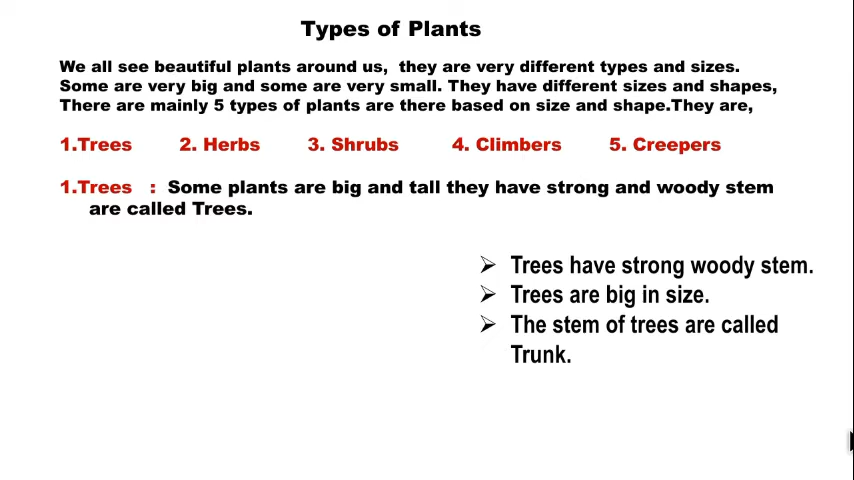 Types of Plants
We all see beautiful plants around us, they are very different types and sizes.
Some are very big and some are very small. They have different sizes and shapes,
There are mainly 5 types of plants are there based on size and shape.They are,
1.Trees 2. Herbs 3. Shrubs 4. Climbers 5. Creepers
1.Trees : Some plants are big and tall they have strong and woody stem
are called Trees.
➢ Trees have strong woody stem.
➢ Trees are big in size.
➢ The stem of trees are called
Trunk.